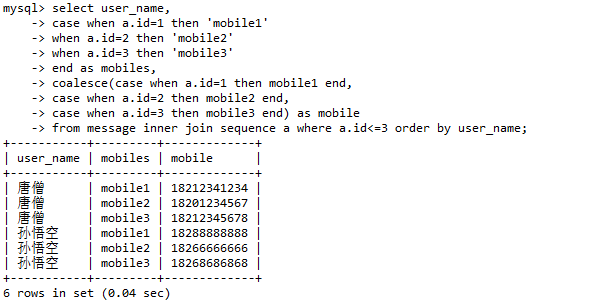 mysql> select user_name,
    -> case when a.id=1 then 'mobile1'
    -> when a.id=2 then 'mobile2'
    -> when a.id=3 then 'mobile3'
    -> end as mobiles,
    -> coalesce(case when a.id=1 then mobile1 end,
    -> case when a.id=2 then mobile2 end,
    -> case when a.id=3 then mobile3 end) as mobile
    -> from message inner join sequence a where a.id<=3 order by user_name;
+-----------+---------+-------------+
| user_name | mobiles | mobile      |
+-----------+---------+-------------+
| 唐僧      | mobile1 | 18212341234 |
| 唐僧      | mobile2 | 18201234567 |
| 唐僧      | mobile3 | 18212345678 |
| 孙悟空    | mobile1 | 18288888888 |
| 孙悟空    | mobile2 | 18266666666 |
| 孙悟空    | mobile3 | 18268686868 |
+-----------+---------+-------------+
6 rows in set (0.04 sec)